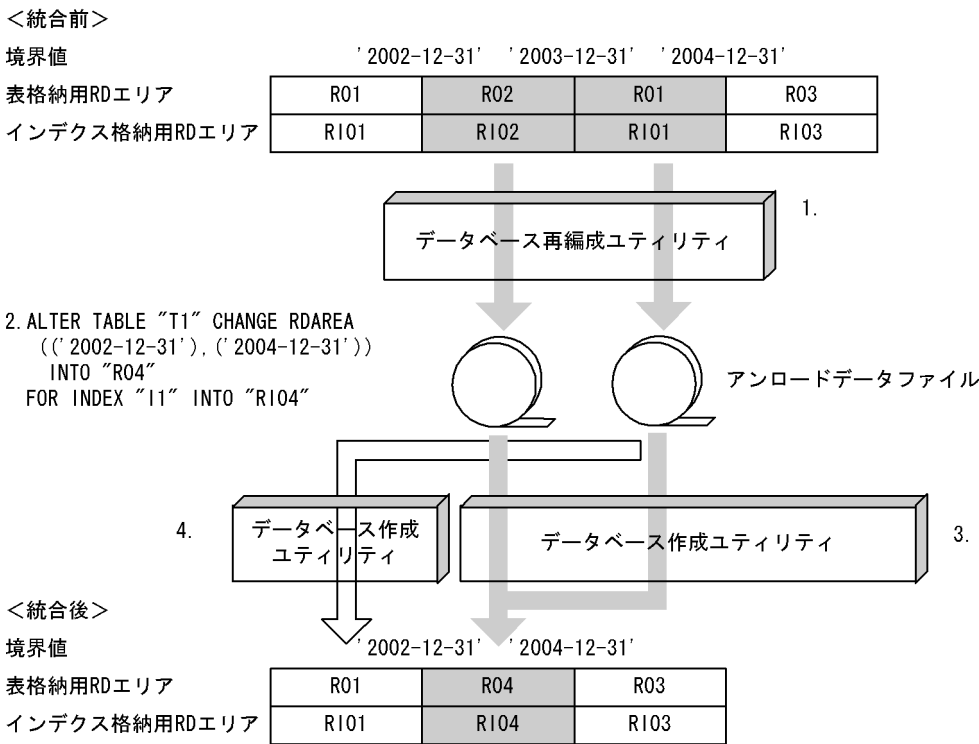 <統合前>
境界値 '2002-12-31' '2003-12-31' '2004-12-31'
表格納用RDエリア R01 R02 R01 R03
インデクス格納用RDエリア RI01 RI02 RI01 RI03
1.
データベース再編成ユティリティ
2.ALTER TABLE "T1" CHANGE RDAREA
(('2002-12-31'),('2004-12-31'))
INTO "R04"
FOR INDEX "I1" INTO "RI04"
アンロードデータファイル
4.
データベース作成
ユティリティ
データベース作成ユティリティ
3.
<統合後>
境界値 '2002-12-31' '2004-12-31'
表格納用RDエリア R01 R04 R03
インデクス格納用RDエリア RI01 RI04 RI03